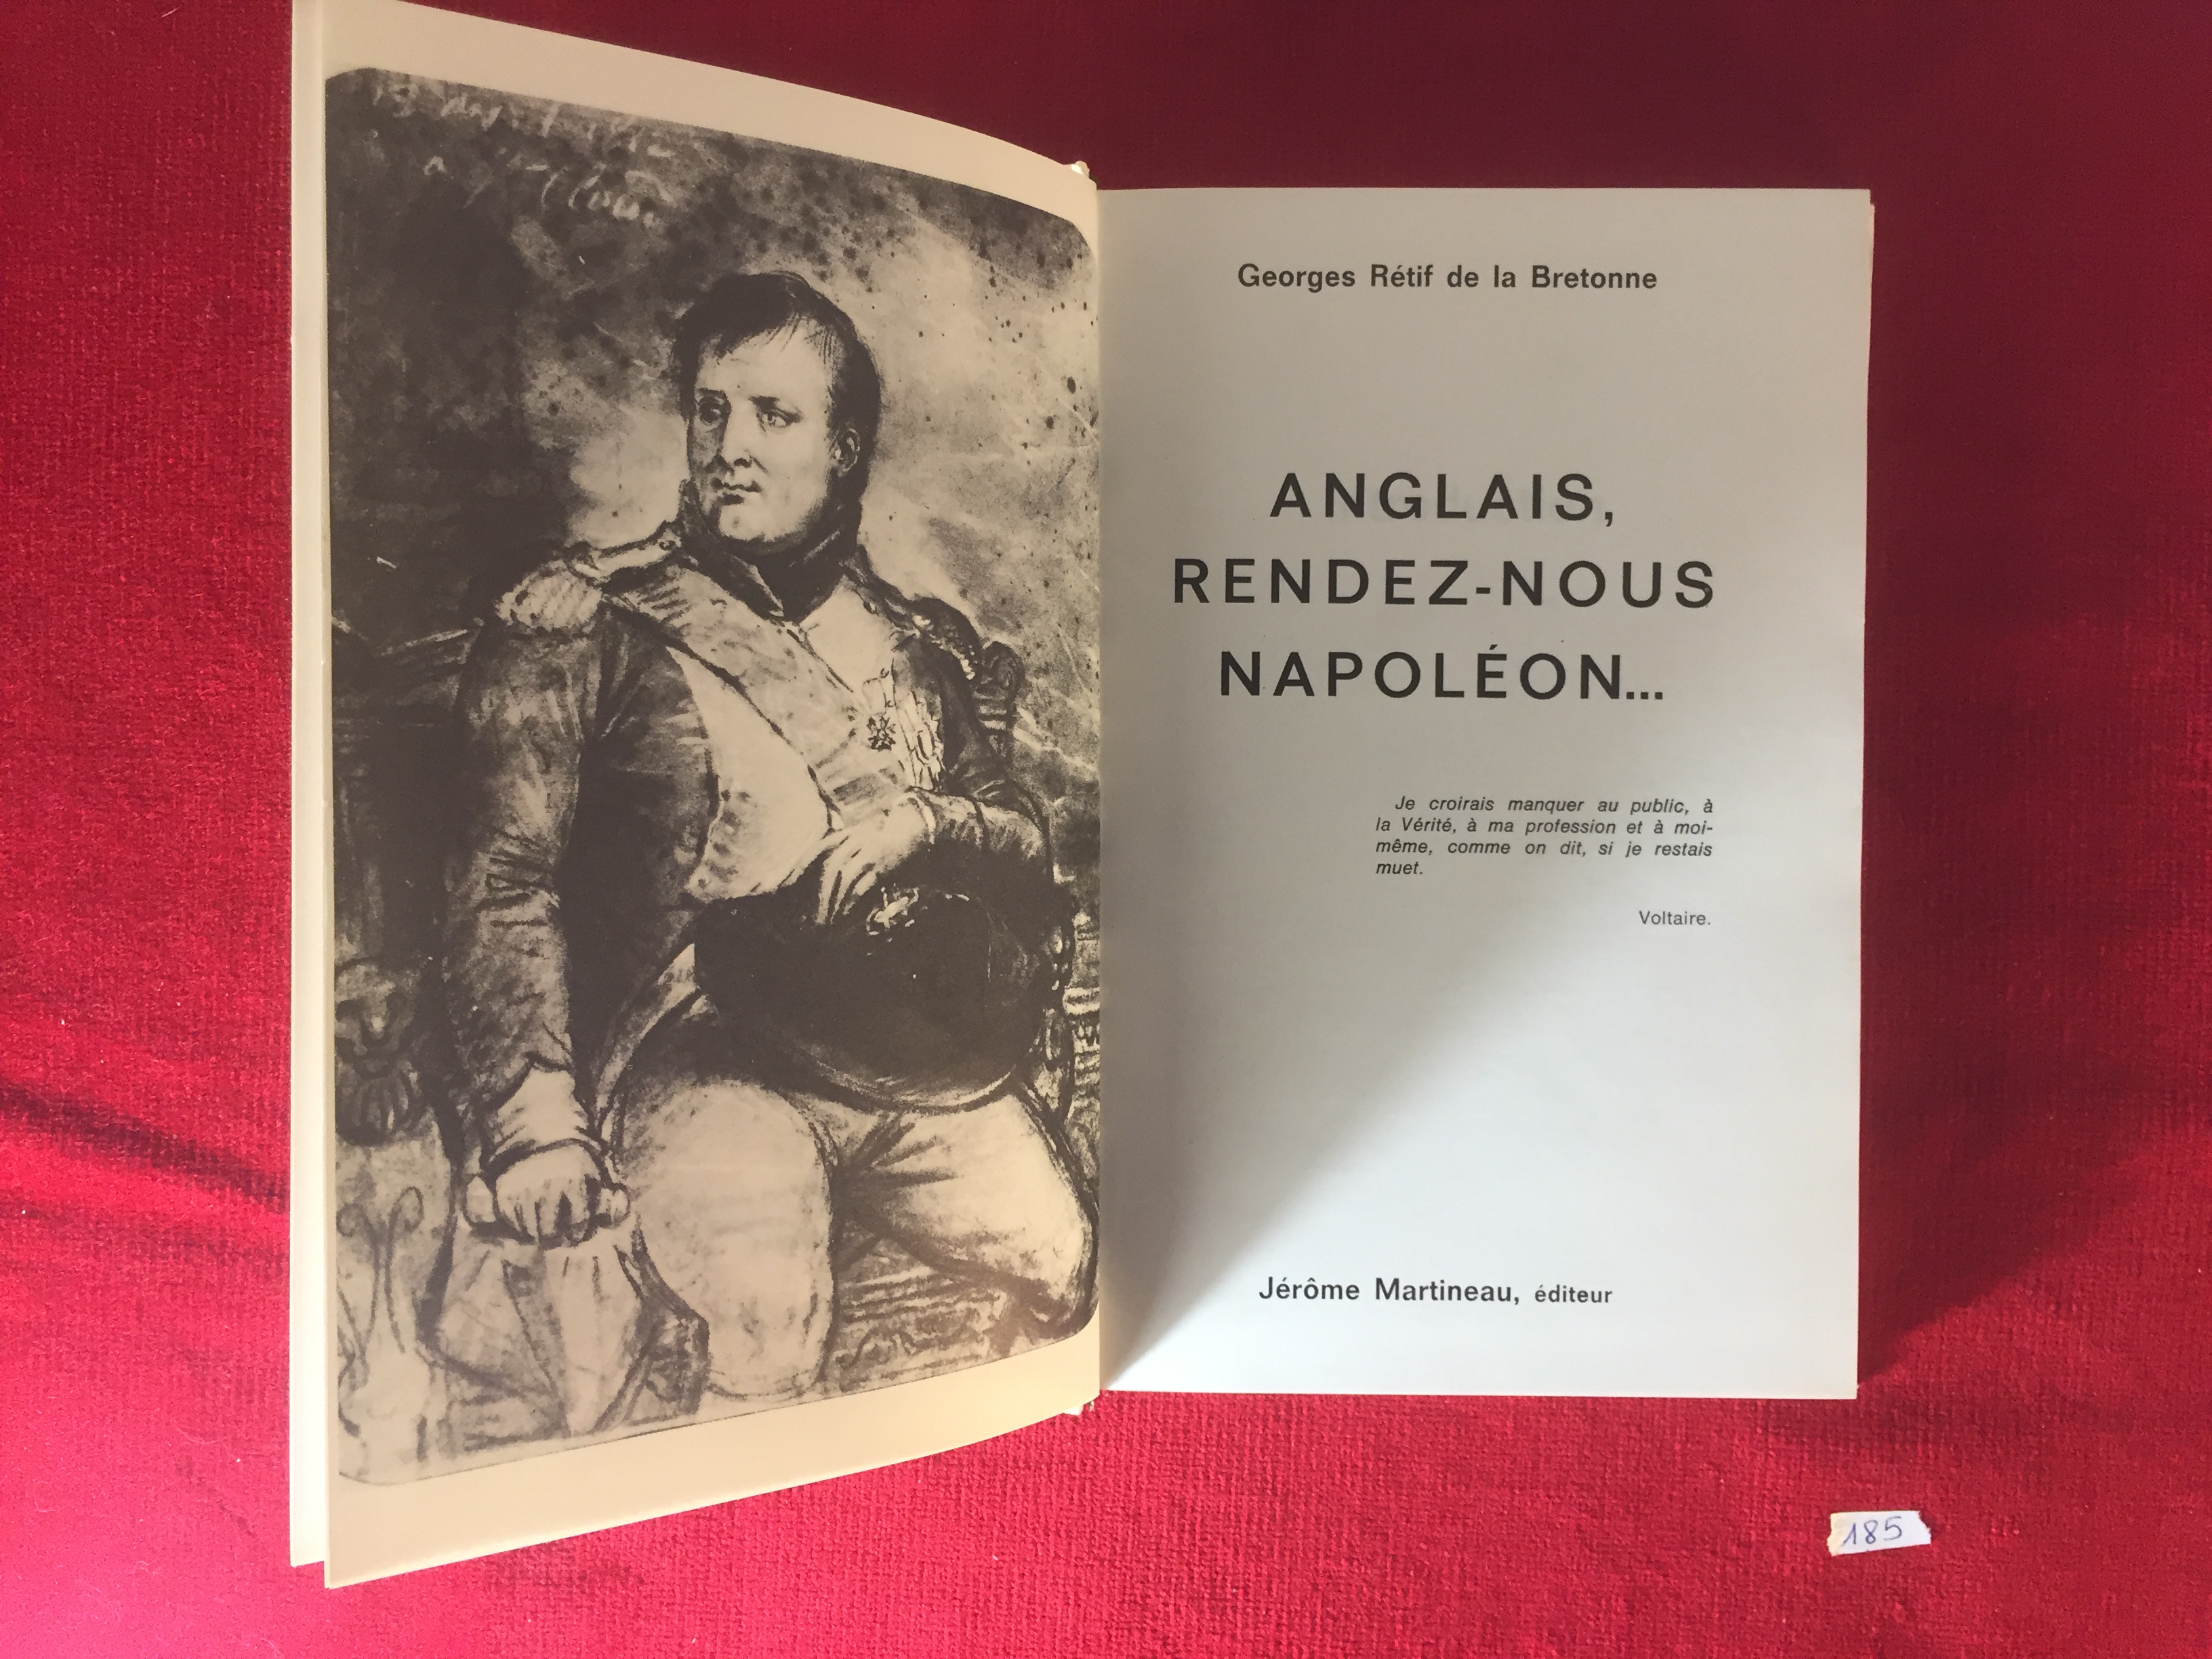 Georges Rétif de la Bretonne
ANGLAIS,
RENDEZ-NOUS
NAPOLÉON...
Je croirais manquer au public, à
la Vérité, à ma profession et à moi-
même, comme on dit, si je restais
muet.
Voltaire.
Jérôme Martineau, éditeur
185